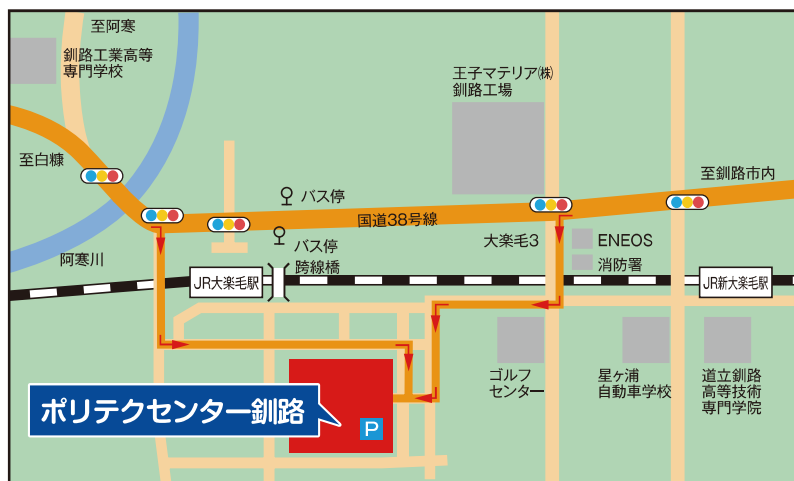 至阿寒
釧路工業高等
専門学校
王子マテリア㈱
釧路工場
至白糠
至釧路市内
バス停
国道38号線
大楽毛3
ENEOS
バス停
消防署
阿寒川
跨線橋
JR大楽毛駅
JR新大楽毛駅
ゴルフ
センター
星ヶ浦
自動車学校
道立釧路
高等技術
専門学院
ポリテクセンター釧路
P